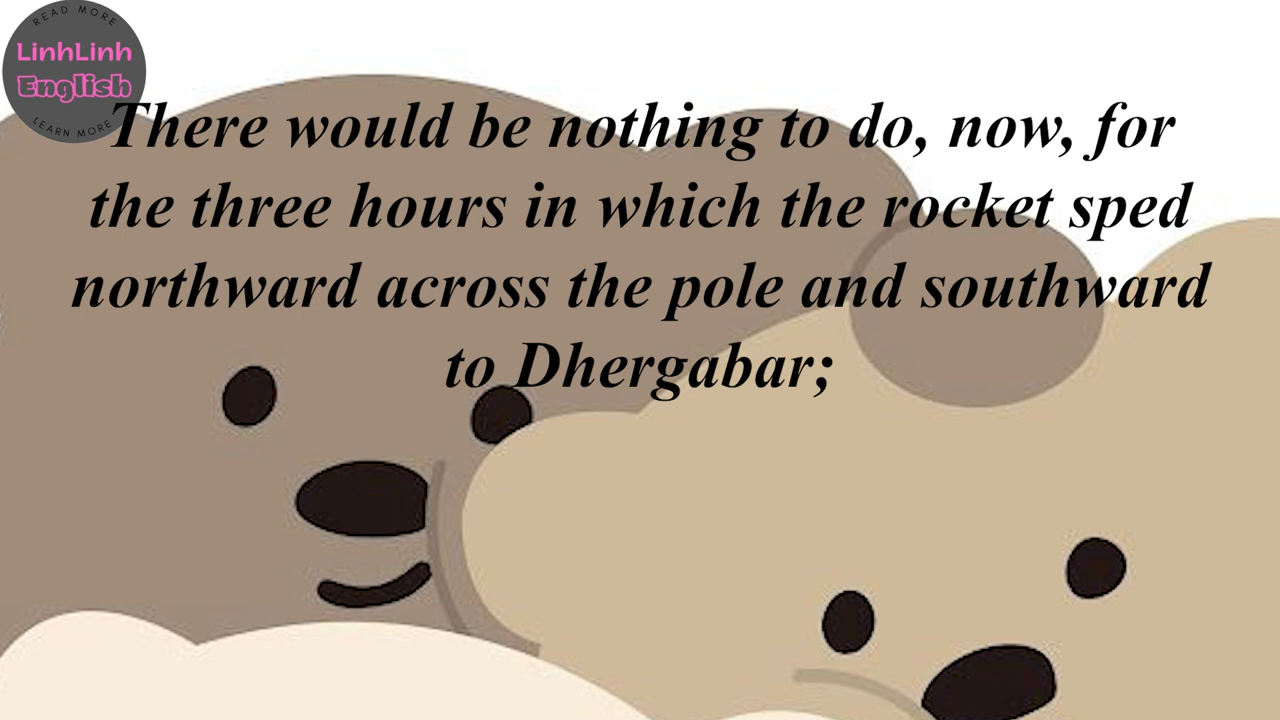 READ MORE
LinhLinh
English
LEARN MORE
There would be nothing to do, now, for
the three hours in which the rocket sped
northward across the pole and southward
to Dhergabar;